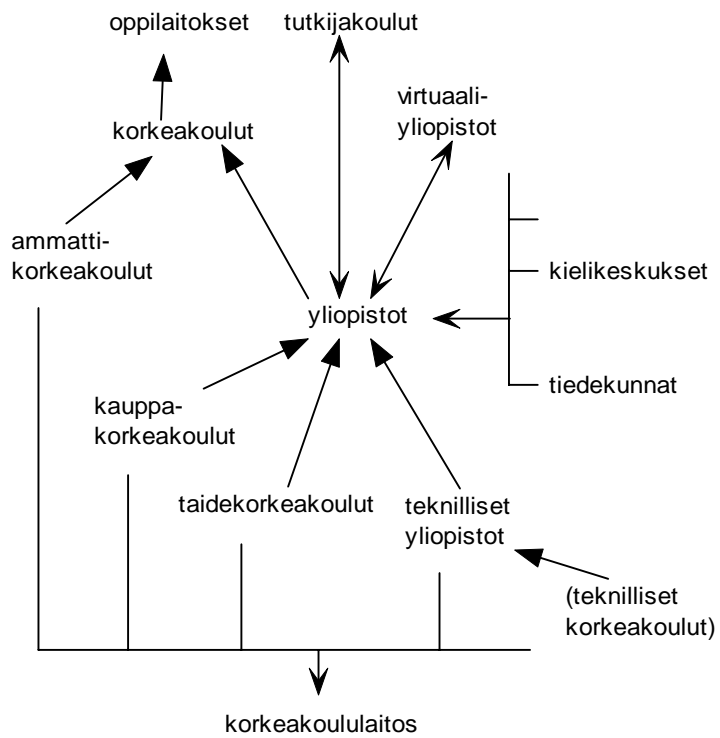 oppilaitokset
tutkijakoulut
virtuaali-
yliopistot
korkeakoulut
ammatti-
korkeakoulut
kielikeskukset
yliopistot
tiedekunnat
kauppa-
korkeakoulut
taidekorkeakoulut
teknilliset
yliopistot
(teknilliset
korkeakoulut)
korkeakoululaitos